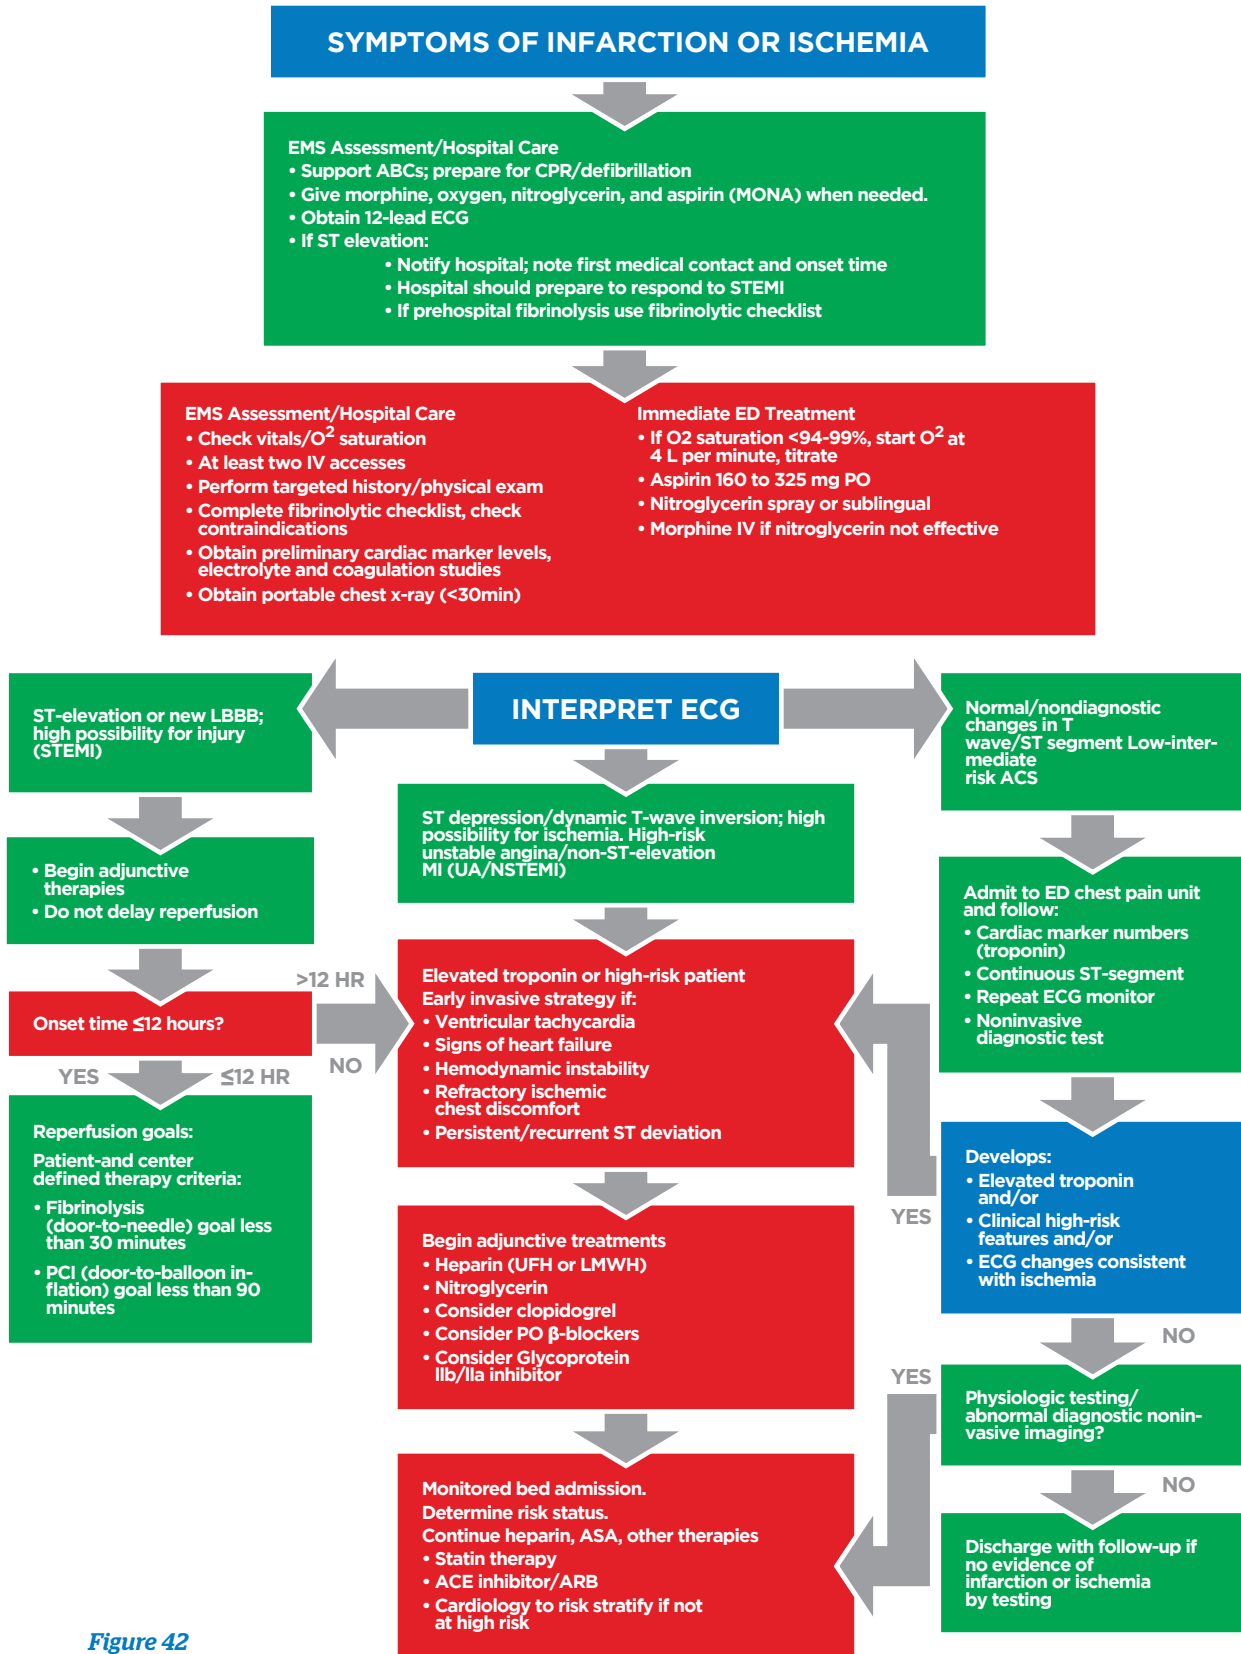 SYMPTOMS OF INFARCTION OR ISCHEMIA
EMS Assessment/Hospital Care
• Support ABCs; prepare for CPR/defibrillation
• Give morphine, oxygen, nitroglycerin, and aspirin (MONA) when needed.
• Obtain 12-lead ECG
• If ST elevation:
• Notify hospital; note first medical contact and onset time
• Hospital should prepare to respond to STEMI
• If prehospital fibrinolysis use fibrinolytic checklist
EMS Assessment/Hospital Care
• Check vitals/O² saturation
• At least two IV accesses
• Perform targeted history/physical exam
• Complete fibrinolytic checklist, check
contraindications
• Obtain preliminary cardiac marker levels,
electrolyte and coagulation studies
• Obtain portable chest x-ray (<30min)
Immediate ED Treatment
• If O2 saturation <94-99%, start O² at
4 L per minute, titrate
• Aspirin 160 to 325 mg PO
• Nitroglycerin spray or sublingual
• Morphine IV if nitroglycerin not effective
INTERPRET ECG
ST-elevation or new LBBB;
high possibility for injury
(STEMI)
• Begin adjunctive
therapies
• Do not delay reperfusion
Onset time ≤12 hours?
>12 HR
NO
YES
≤12 HR
Reperfusion goals:
Patient-and center
defined therapy criteria:
• Fibrinolysis
(door-to-needle) goal less
than 30 minutes
• PCI (door-to-balloon in-
flation) goal less than 90
minutes
ST depression/dynamic T-wave inversion; high
possibility for ischemia. High-risk
unstable angina/non-ST-elevation
MI (UA/NSTEMI)
Elevated troponin or high-risk patient
Early invasive strategy if:
• Ventricular tachycardia
• Signs of heart failure
• Hemodynamic instability
• Refractory ischemic
chest discomfort
• Persistent/recurrent ST deviation
Begin adjunctive treatments
• Heparin (UFH or LMWH)
• Nitroglycerin
• Consider clopidogrel
• Consider PO β-blockers
• Consider Glycoprotein
llb/lla inhibitor
Monitored bed admission.
Determine risk status.
Continue heparin, ASA, other therapies
• Statin therapy
• ACE inhibitor/ARB
• Cardiology to risk stratify if not
at high risk
Normal/nondiagnostic
changes in T
wave/ST segment Low-inter-
mediate
risk ACS
Admit to ED chest pain unit
and follow:
• Cardiac marker numbers
(troponin)
• Continuous ST-segment
• Repeat ECG monitor
• Noninvasive
diagnostic test
Develops:
• Elevated troponin
and/or
• Clinical high-risk
features and/or
• ECG changes consistent
with ischemia
YES
NO
Physiologic testing/
abnormal diagnostic nonin-
vasive imaging?
YES
NO
Discharge with follow-up if
no evidence of
infarction or ischemia
by testing
Figure 42